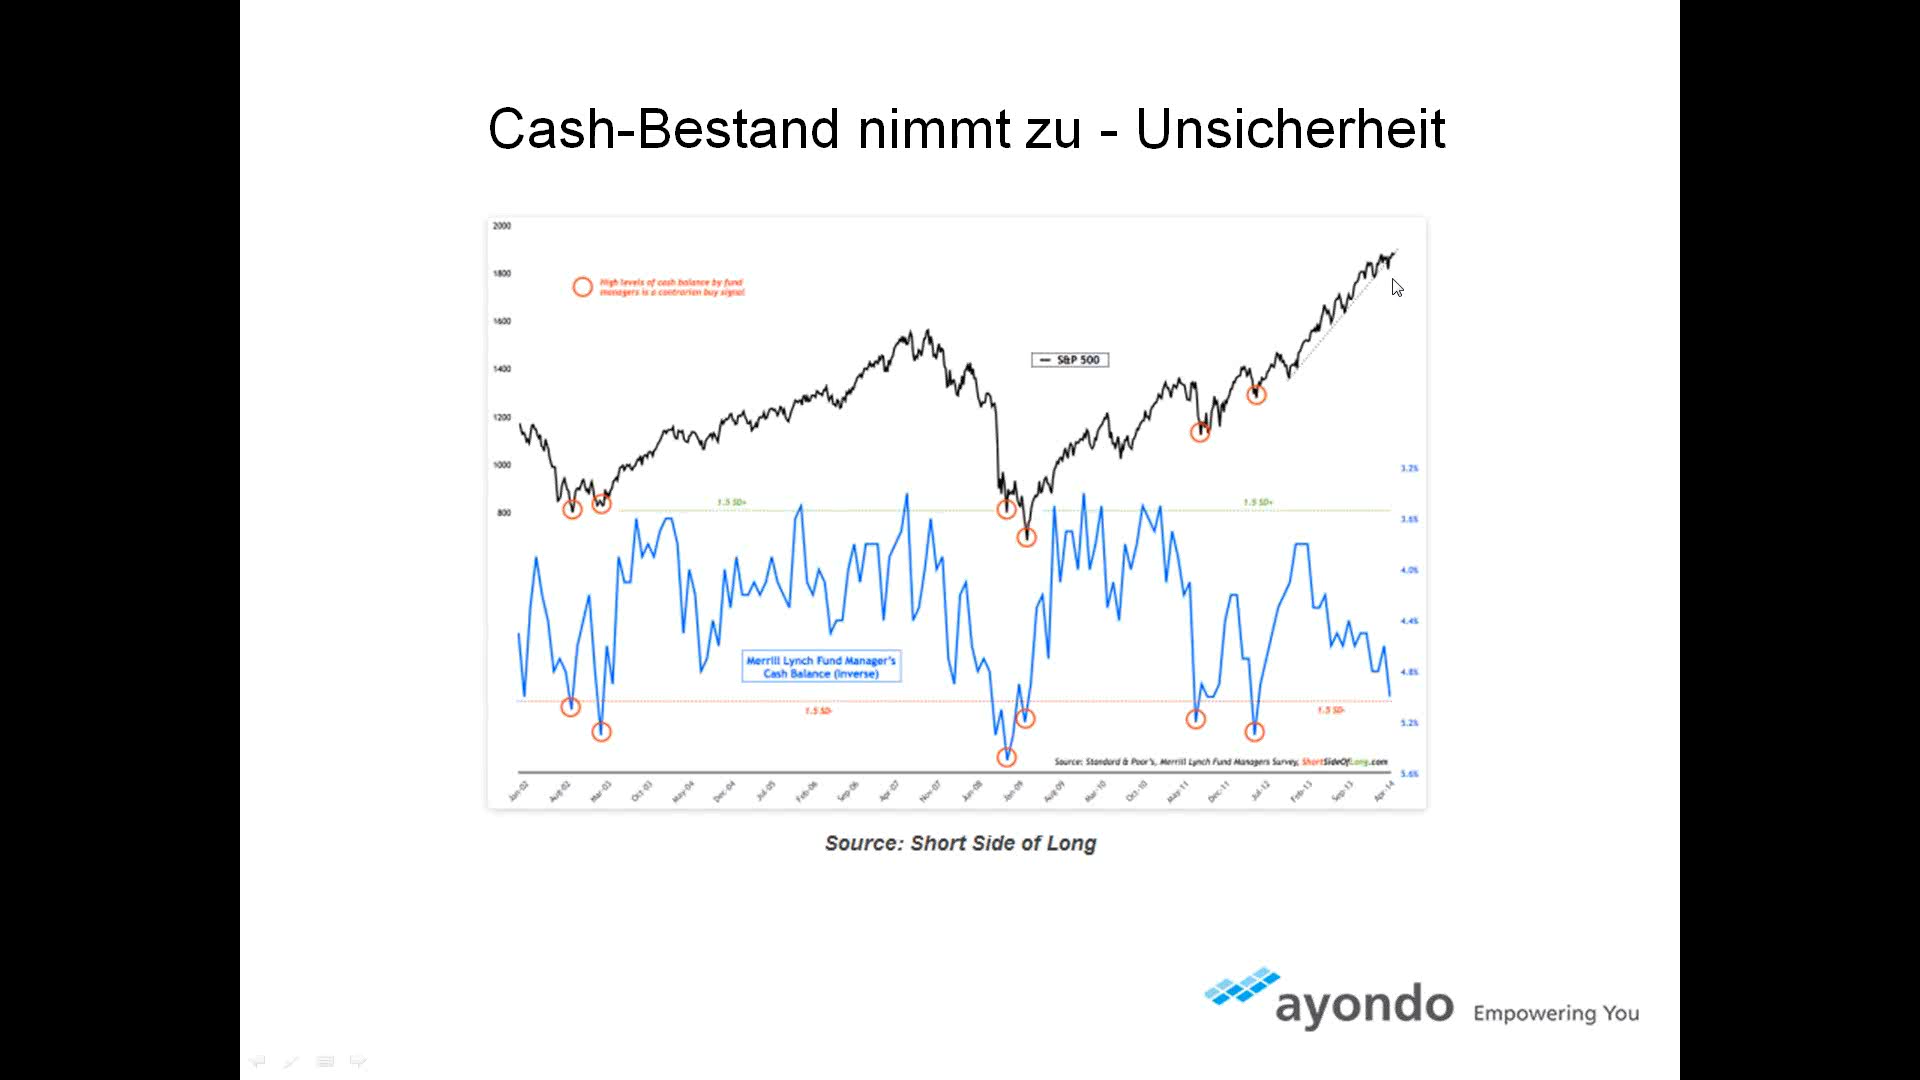 Cash-Bestand nimmt zu - Unsicherheit
2000
1800
1600
1400
1200
1000
800
High levels of cash balance by fund
managers is a contrarian buy signal
S&P 500
3.2%
3.6%
4.0%
4.4%
4.8%
5.2%
5.6%
1.5 SD+
1.5 SD+
Merrill Lynch Fund Manager's
Cash Balance (Inverse)
1.5 SD-
1.5 SD-
Source: Standard & Poor's, Merrill Lynch Fund Managers Survey, ShortSideOfLong.com
Jan-02
Aug-02
Mar-03
Oct-03
May-04
Dec-04
Jul-05
Feb-06
Sep-06
Apr-07
Nov-07
Jun-08
Jan-09
Aug-09
Mar-10
Oct-10
May-11
Dec-11
Jul-12
Feb-13
Sep-13
Apr-14
Source: Short Side of Long
ayondo Empowering You